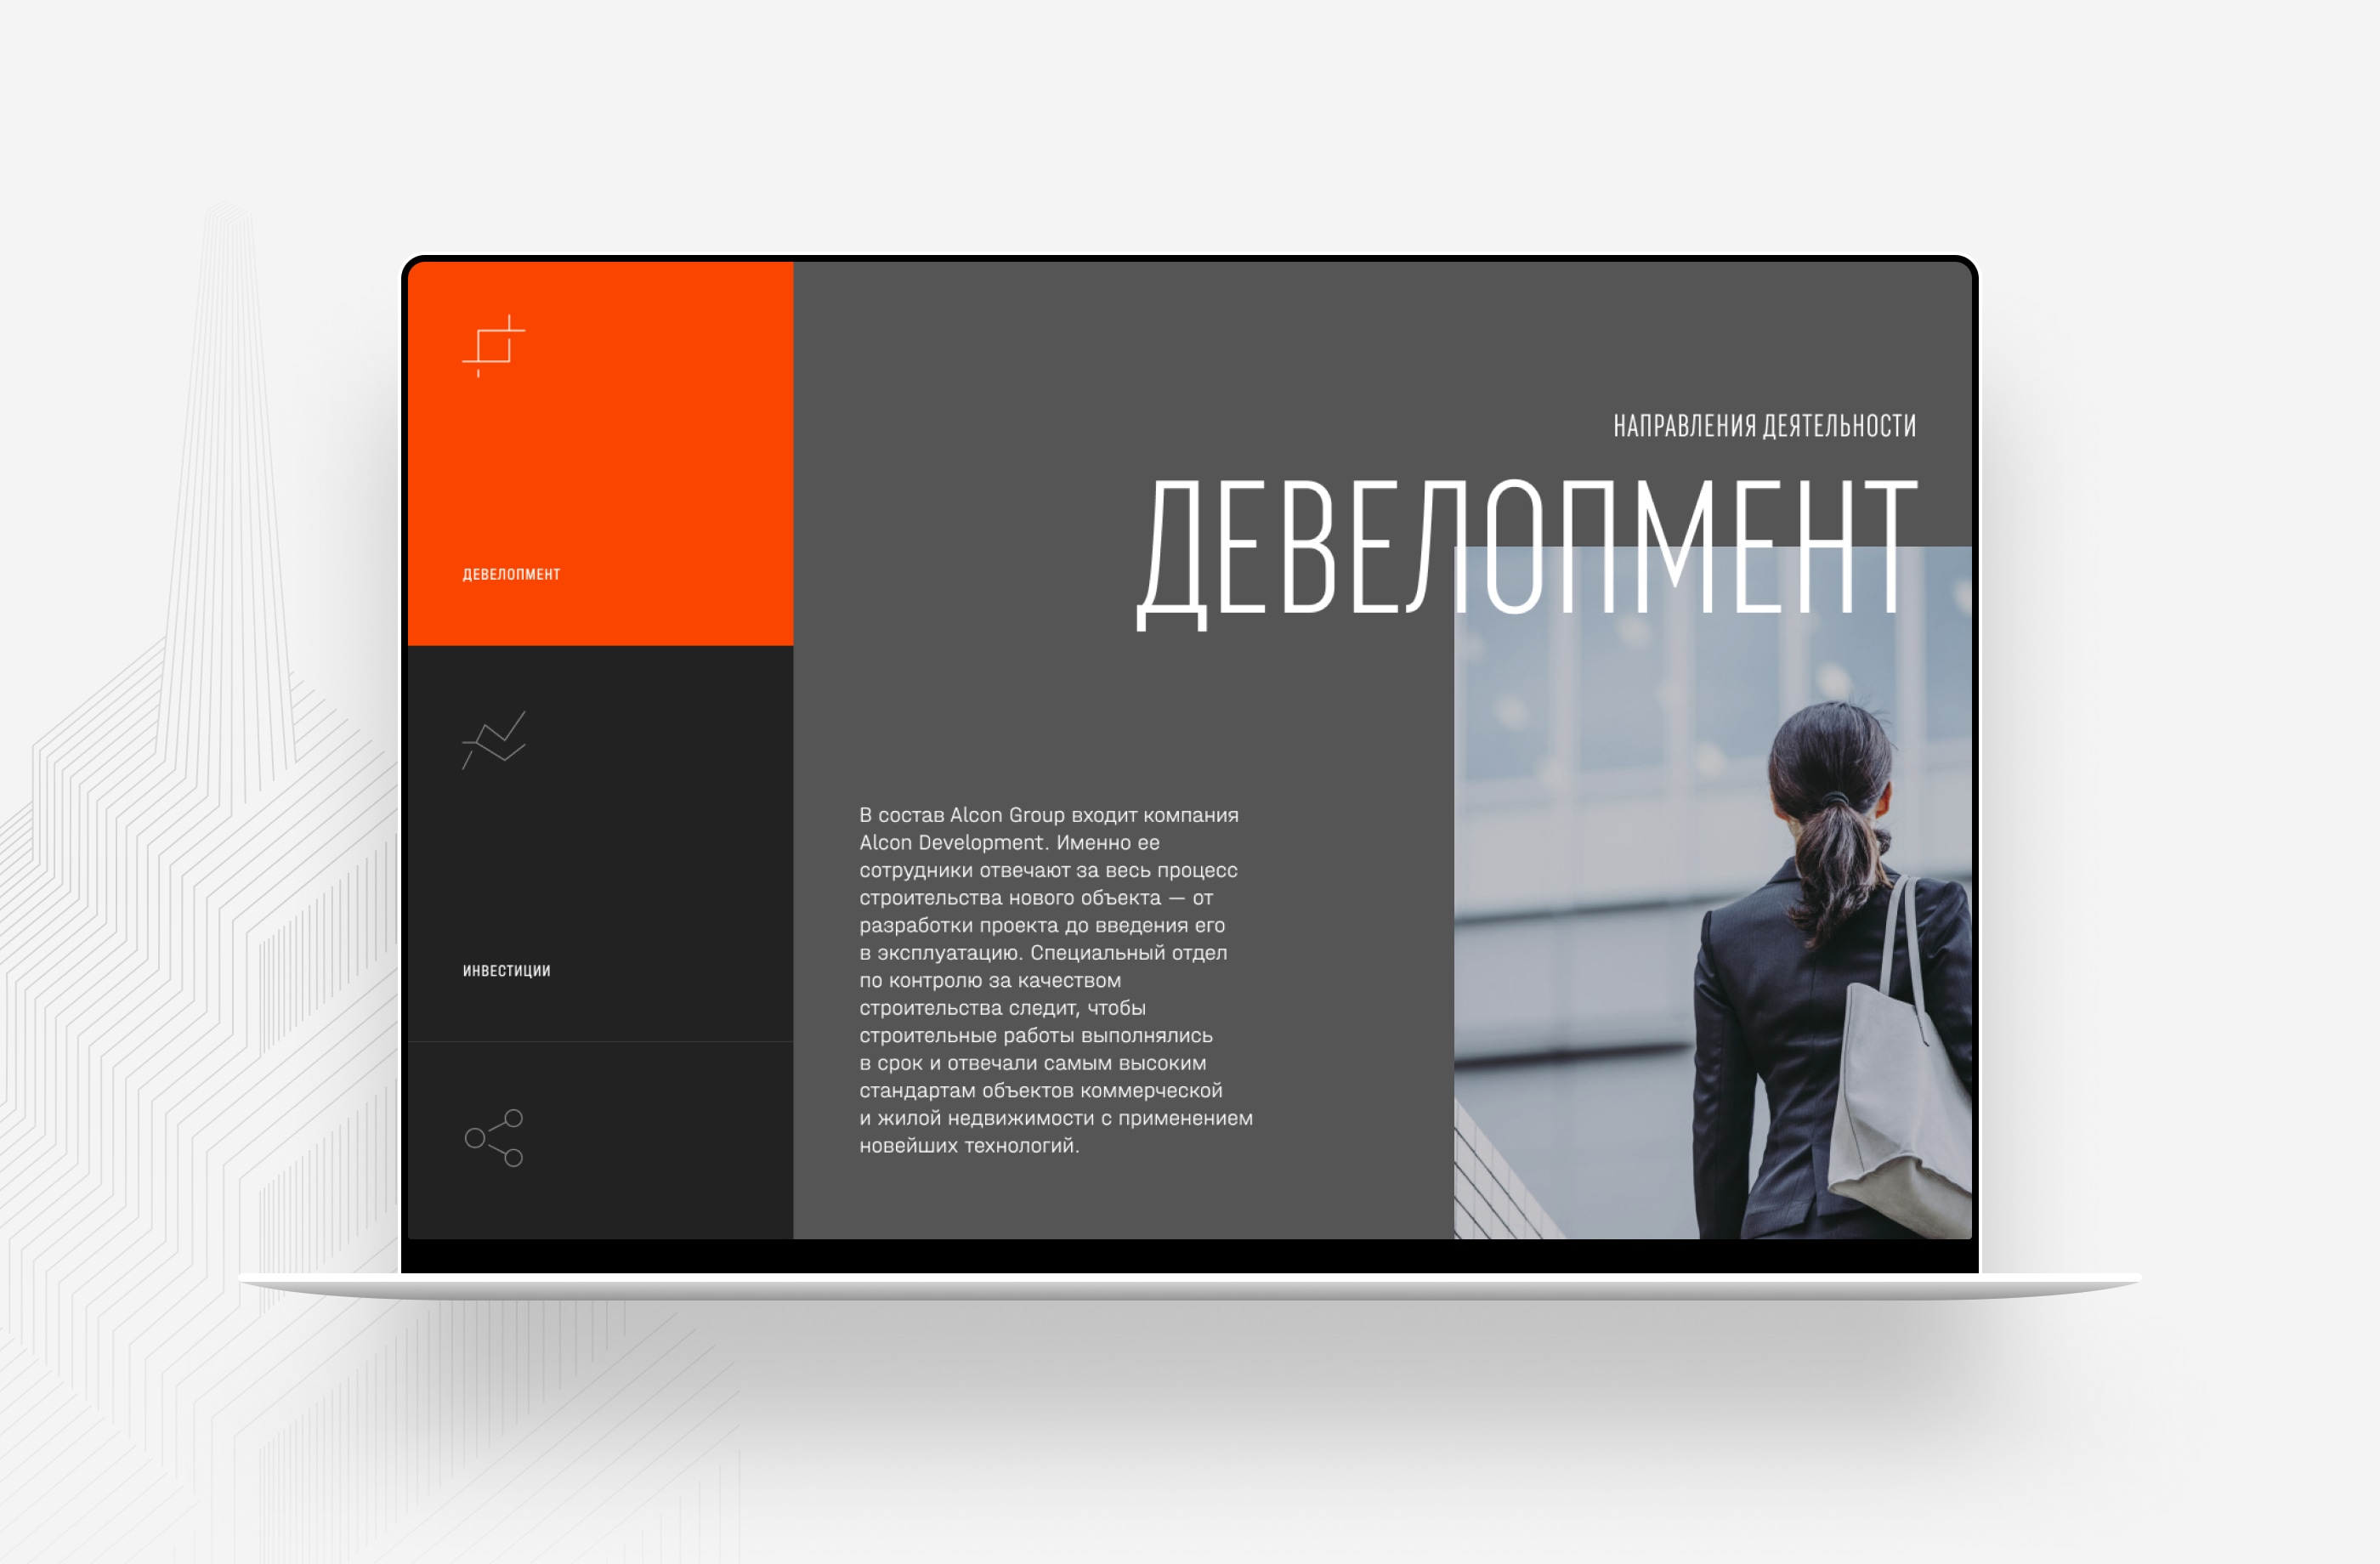 ДЕВЕЛОПМЕНТ
ИНВЕСТИЦИИ
НАПРАВЛЕНИЯ ДЕЯТЕЛЬНОСТИ
ДЕВЕЛОПМЕНТ
В состав Alcon Group входит компания
Alcon Development. Именно ее
сотрудники отвечают за весь процесс
строительства нового объекта — от
разработки проекта до введения его
в эксплуатацию. Специальный отдел
по контролю за качеством
строительства следит, чтобы
строительные работы выполнялись
в срок и отвечали самым высоким
стандартам объектов коммерческой
и жилой недвижимости с применением
новейших технологий.